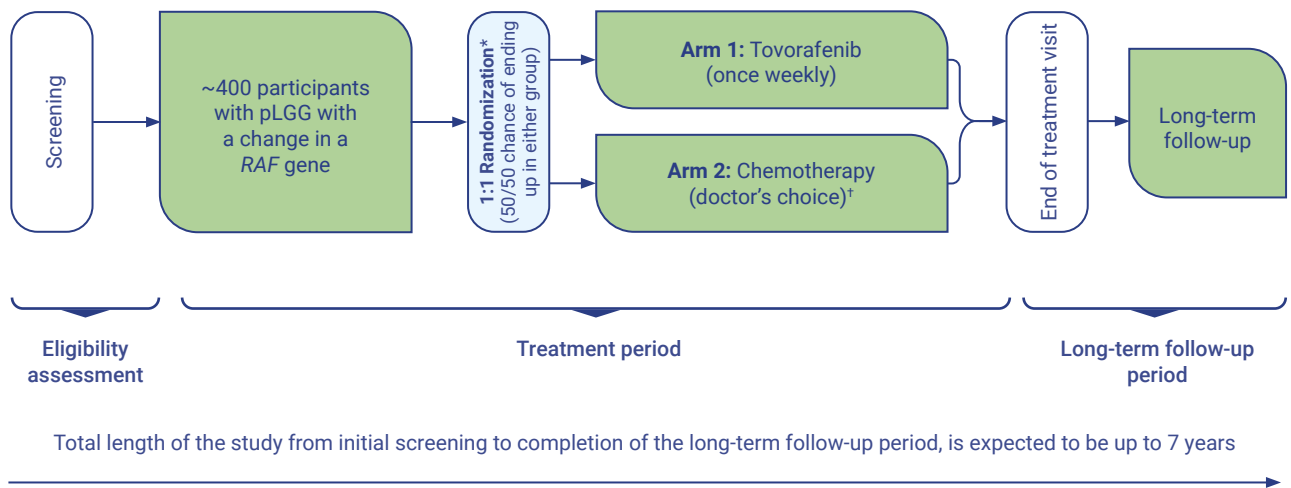 Screening
~400 participants
with pLGG with
a change in a
RAF gene
1:1 Randomization*
(50/50 chance of ending
up in either group)
Arm 1: Tovorafenib
(once weekly)
Arm 2: Chemotherapy
(doctor's choice)†
End of treatment visit
Long-term
follow-up
Eligibility
assessment
Treatment period
Long-term follow-up
period
Total length of the study from initial screening to completion of the long-term follow-up period, is expected to be up to 7 years